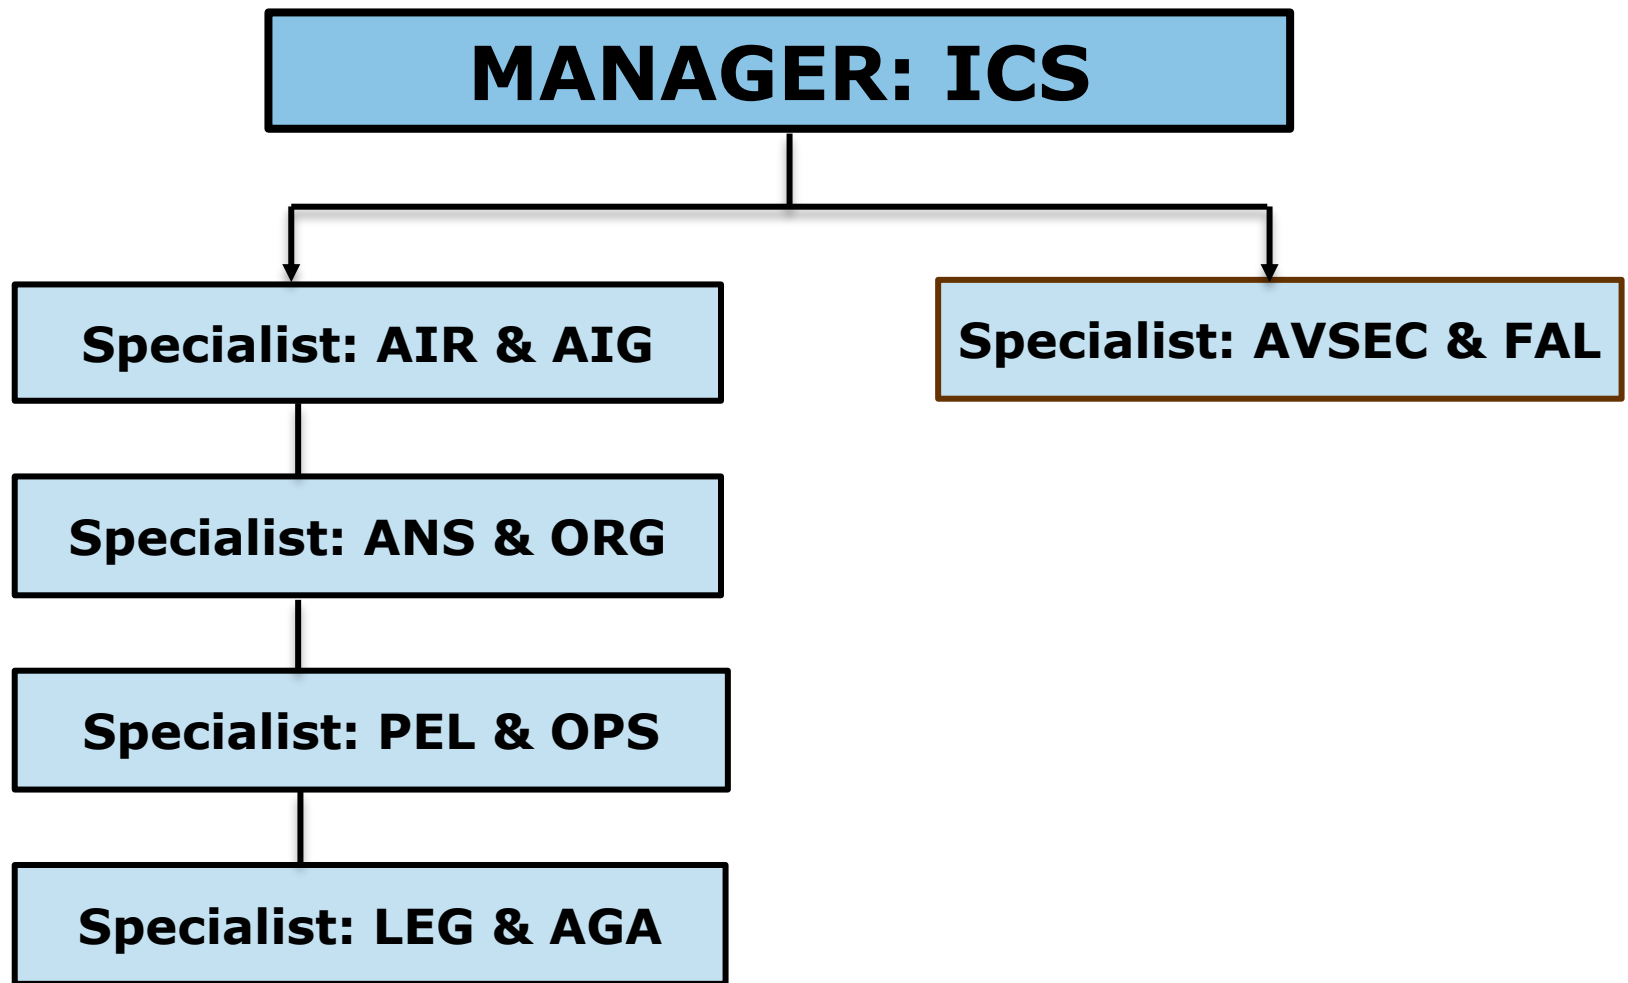 MANAGER: ICS
Specialist: AIR & AIG
Specialist: AVSEC & FAL
Specialist: ANS & ORG
Specialist: PEL & OPS
Specialist: LEG & AGA